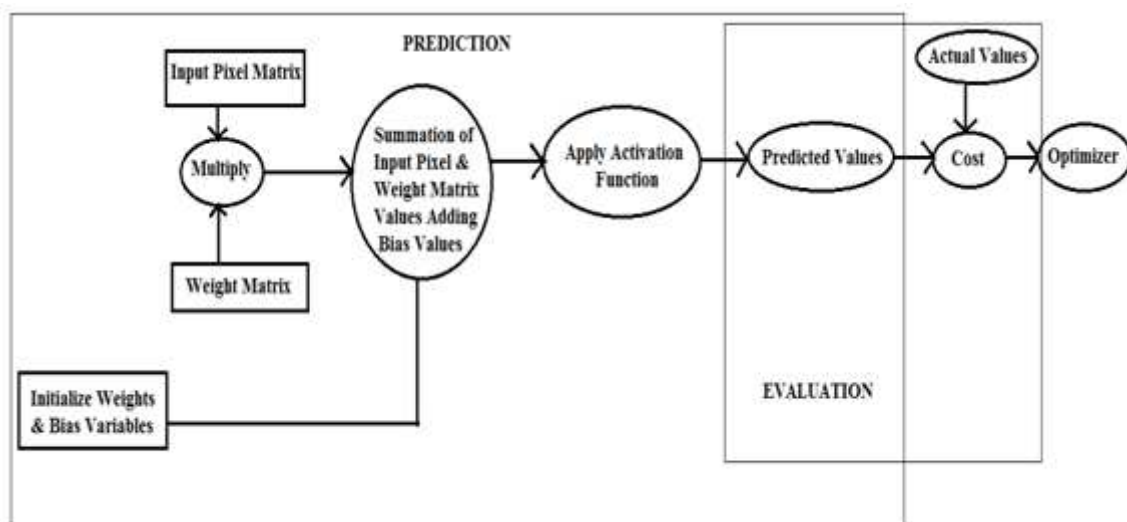 PREDICTION
Input Pixel Matrix
Multiply
Weight Matrix
Summation of
Input Pixel &
Weight Matrix
Values Adding
Bias Values
Initialize Weights
& Bias Variables
Apply Activation
Function
Predicted Values
Actual Values
Cost
Optimizer
EVALUATION